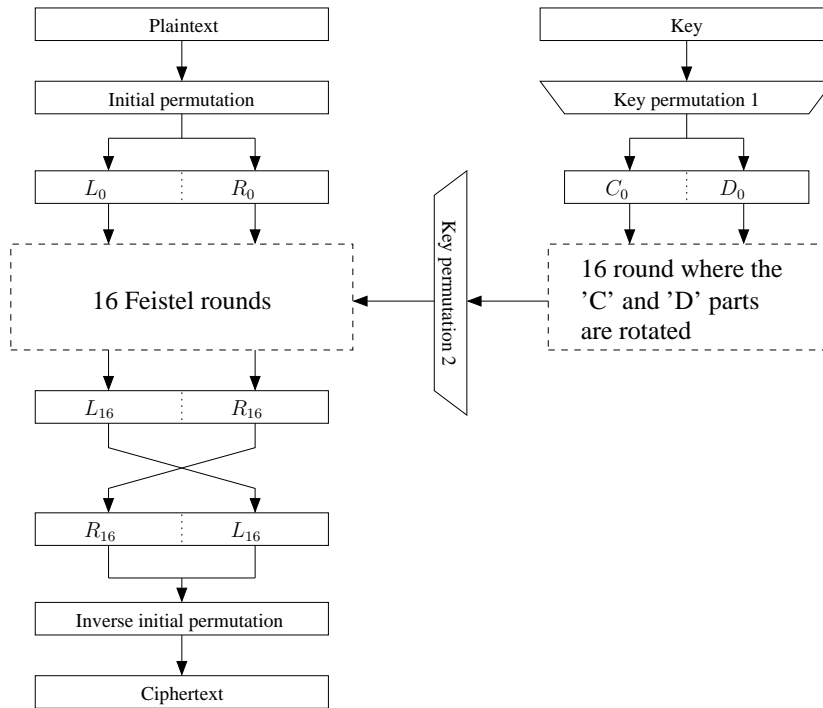 Plaintext
Key
Initial permutation
Key permutation 1
L₀
R₀
C₀
D₀
16 Feistel rounds
Key permutation 2
16 round where the
’C’ and ’D’ parts
are rotated
L₁₆
R₁₆
R₁₆
L₁₆
Inverse initial permutation
Ciphertext